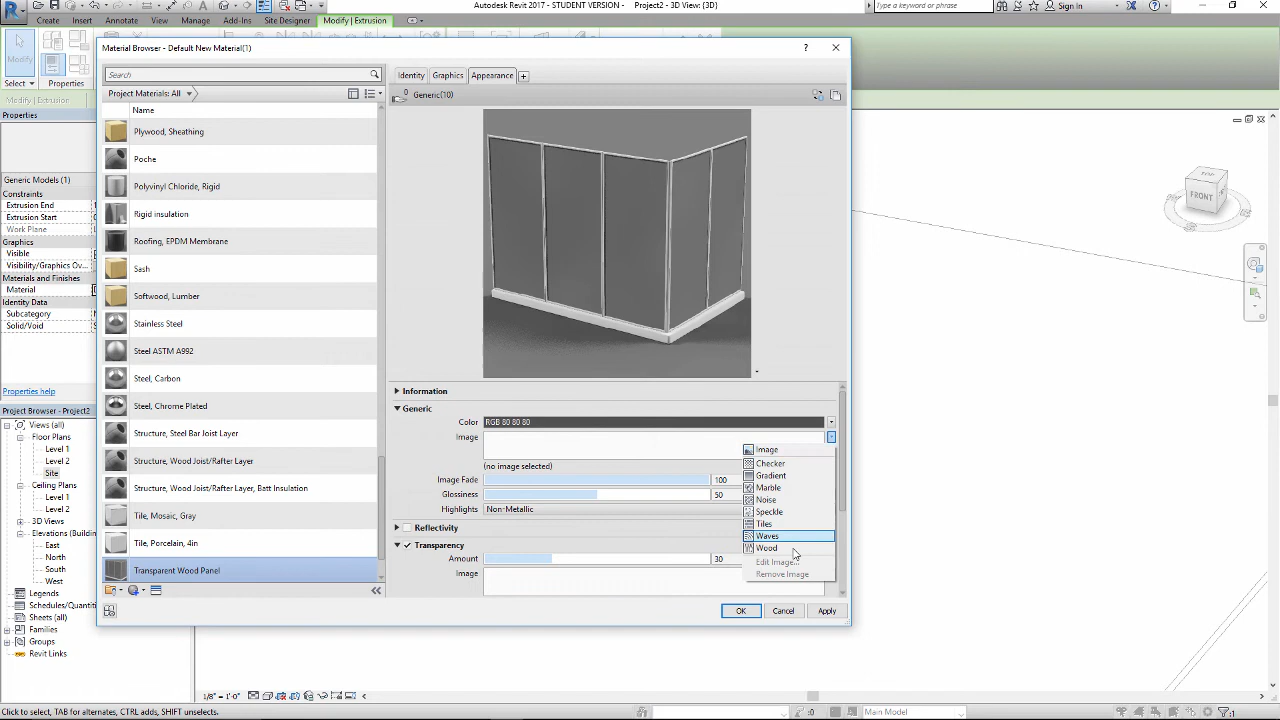 Autodesk Revit 2017 - STUDENT VERSION - Project2 - 3D View: {3D}
Type a keyword or phrase
Sign In
Create Insert Annotate View Manage Site Designer Modify | Extrusion
Modify
Select
Properties
Modify | Extrusion
Properties
Generic Models (1)
Constraints
Extrusion End
Extrusion Start
Work Plane
Graphics
Visible
Visibility/Graphics Ov...
Materials and Finishes
Material
Identity Data
Subcategory
Solid/Void
Properties help
Project Browser - Project2
Views (all)
Floor Plans
Level 1
Level 2
Site
Ceiling Plans
Level 1
Level 2
3D Views
Elevations
East
North
South
West
Legends
Schedules/Quantiti
Sheets (all)
Families
Groups
Revit Links
Material Browser - Default New Material(1)
?
Search
Project Materials: All
Name
Plywood, Sheathing
Poche
Polyvinyl Chloride, Rigid
Rigid insulation
Roofing, EPDM Membrane
Sash
Softwood, Lumber
Stainless Steel
Steel ASTM A992
Steel, Carbon
Steel, Chrome Plated
Structure, Steel Bar Joist Layer
Structure, Wood Joist/Rafter Layer
Structure, Wood Joist/Rafter Layer, Batt Insulation
Tile, Mosaic, Gray
Tile, Porcelain, 4in
Transparent Wood Panel
Identity Graphics Appearance +
0
Generic(10)
Information
Generic
Color RGB 80 80 80
Image
(no image selected)
Image Fade 100
Glossiness 50
Highlights Non-Metallic
Reflectivity
Transparency
Amount 30
Image
Image
Checker
Gradient
Marble
Noise
Speckle
Tiles
Waves
Wood
Edit Image...
Remove Image
OK Cancel Apply
TOP
FRONT
1/8" = 1'-0"
Click to select, TAB for alternates, CTRL adds, SHIFT unselects.
:0
Main Model
:1